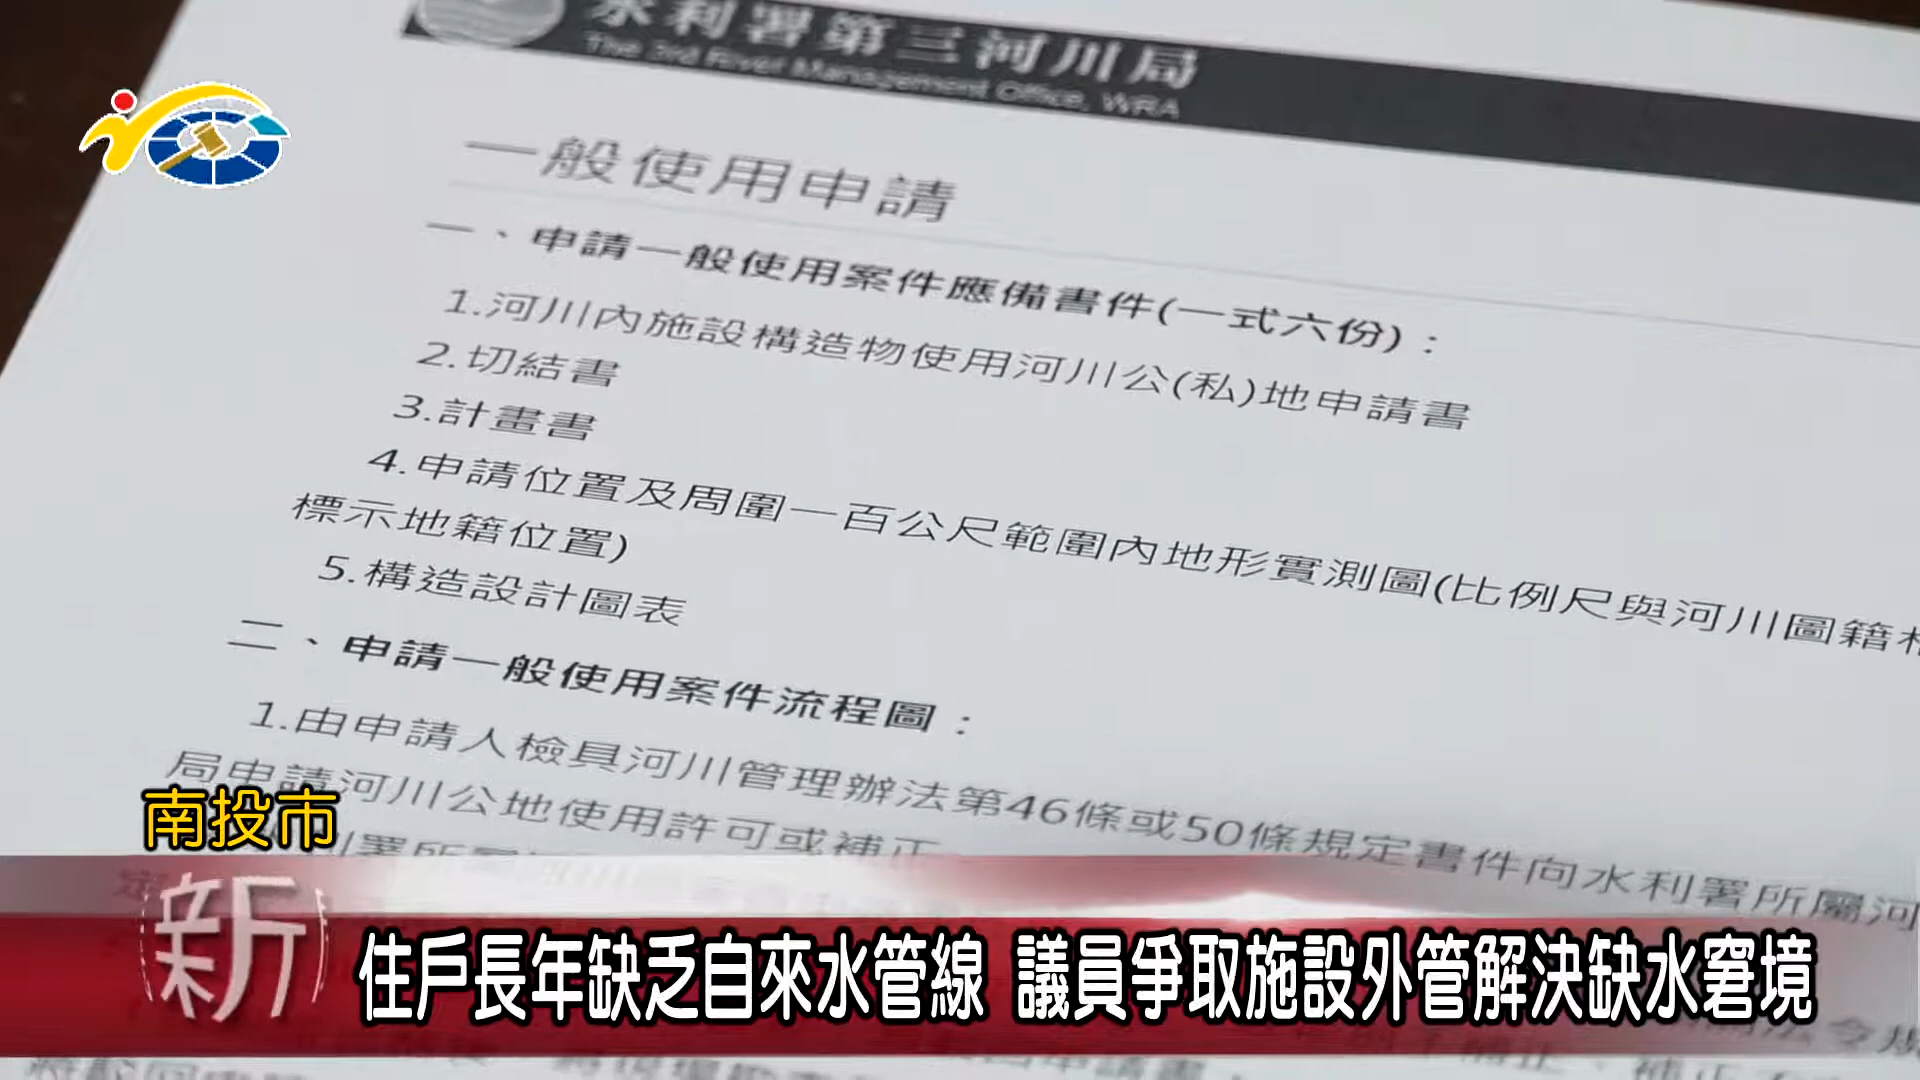 水利署第三河川局
The 3rd River Management Office, WRA
一般使用申請
一、申請一般使用案件應備書件(一式六份)：
1.河川內施設構造物使用河川公(私)地申請書
2.切結書
3.計畫書
4.申請位置及周圍一百公尺範圍內地形實測圖(比例尺與河川圖籍相
標示地籍位置)
5.構造設計圖表
二、申請一般使用案件流程圖：
1.由申請人檢具河川管理辦法第46條或50條規定書件向水利署所屬河
局申請河川公地使用許可或補正
南投市
新
住戶長年缺乏自來水管線 議員爭取施設外管解決缺水窘境